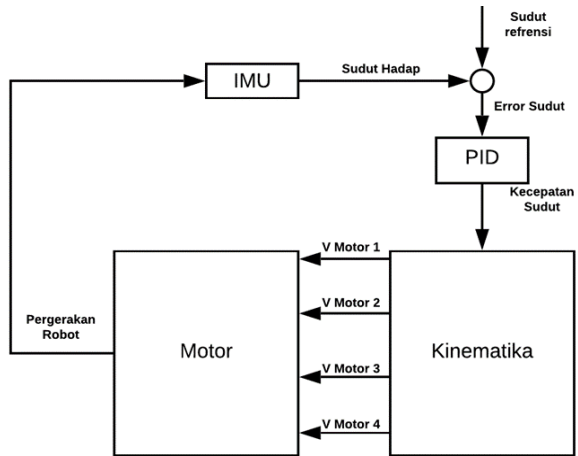 Sudut
refrensi
IMU
Sudut Hadap
Error Sudut
PID
Kecepatan
Sudut
V Motor 1
V Motor 2
V Motor 3
V Motor 4
Pergerakan
Robot
Motor
Kinematika